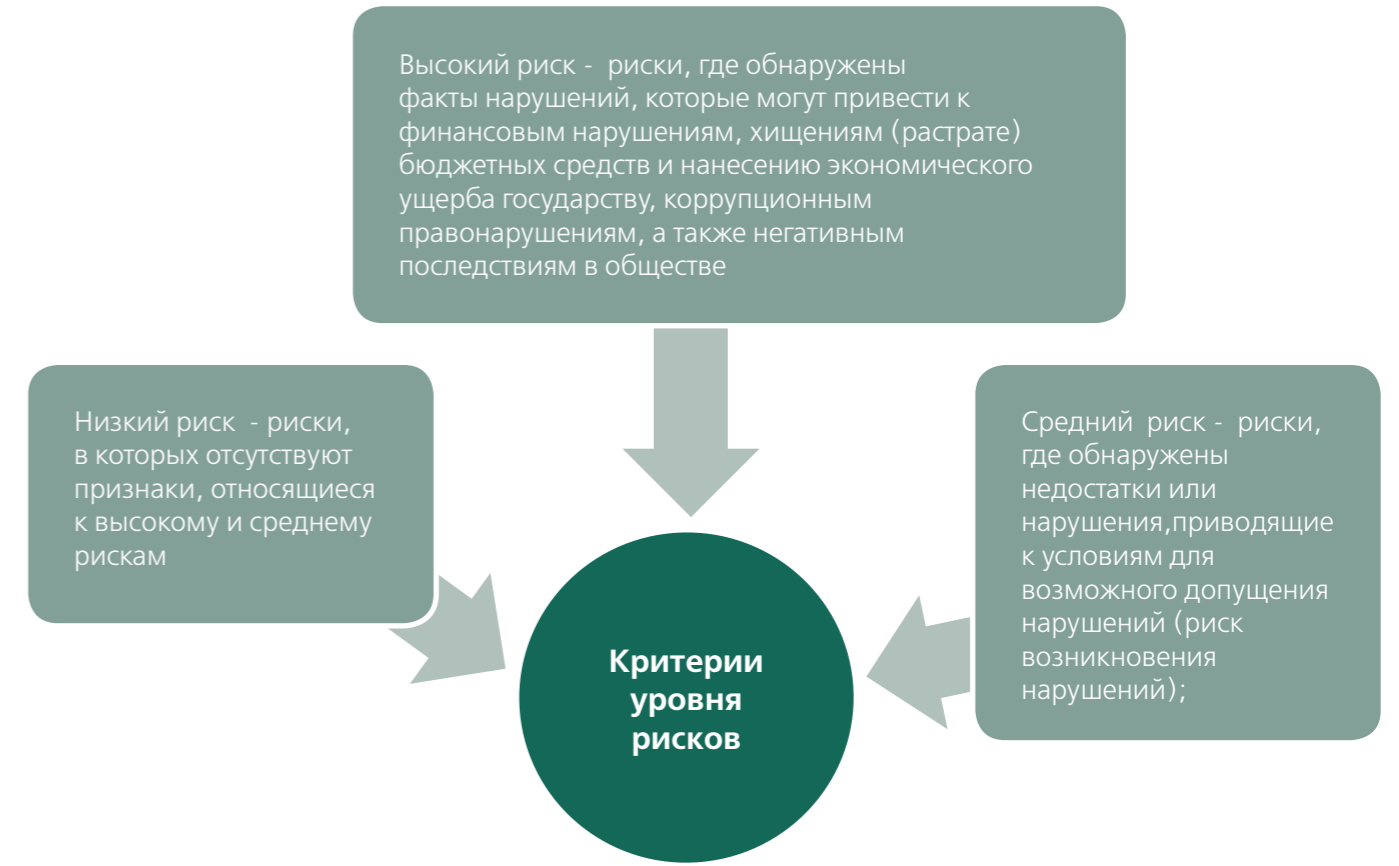 Высокий риск -  риски, где обнаружены
факты нарушений, которые могут привести к
финансовым нарушениям, хищениям (растрате)
бюджетных средств и нанесению экономического
ущерба государству, коррупционным
правонарушениям, а также негативным
последствиям в обществе
Низкий риск  - риски,
в которых отсутствуют
признаки, относящиеся
к высокому и среднему
рискам
Средний  риск -  риски,
где обнаружены
недостатки или
нарушения,приводящие
к условиям для
возможного допущения
нарушений (риск
возникновения
нарушений);
Критерии
уровня
рисков